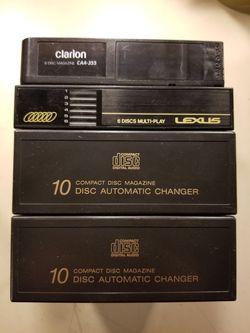 clarion
6 DISC MAGAZINE CAA-355
1
2
3
4
5
6
6 DISCS MULTI-PLAY LEXUS
COMPACT
disc
DIGITAL AUDIO
10 COMPACT DISC MAGAZINE
DISC AUTOMATIC CHANGER
COMPACT
disc
DIGITAL AUDIO
10 COMPACT DISC MAGAZINE
DISC AUTOMATIC CHANGER